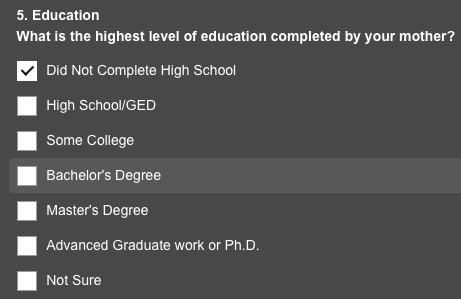 5. Education
What is the highest level of education completed by your mother?
Did Not Complete High School
High School/GED
Some College
Bachelor's Degree
Master's Degree
Advanced Graduate work or Ph.D.
Not Sure